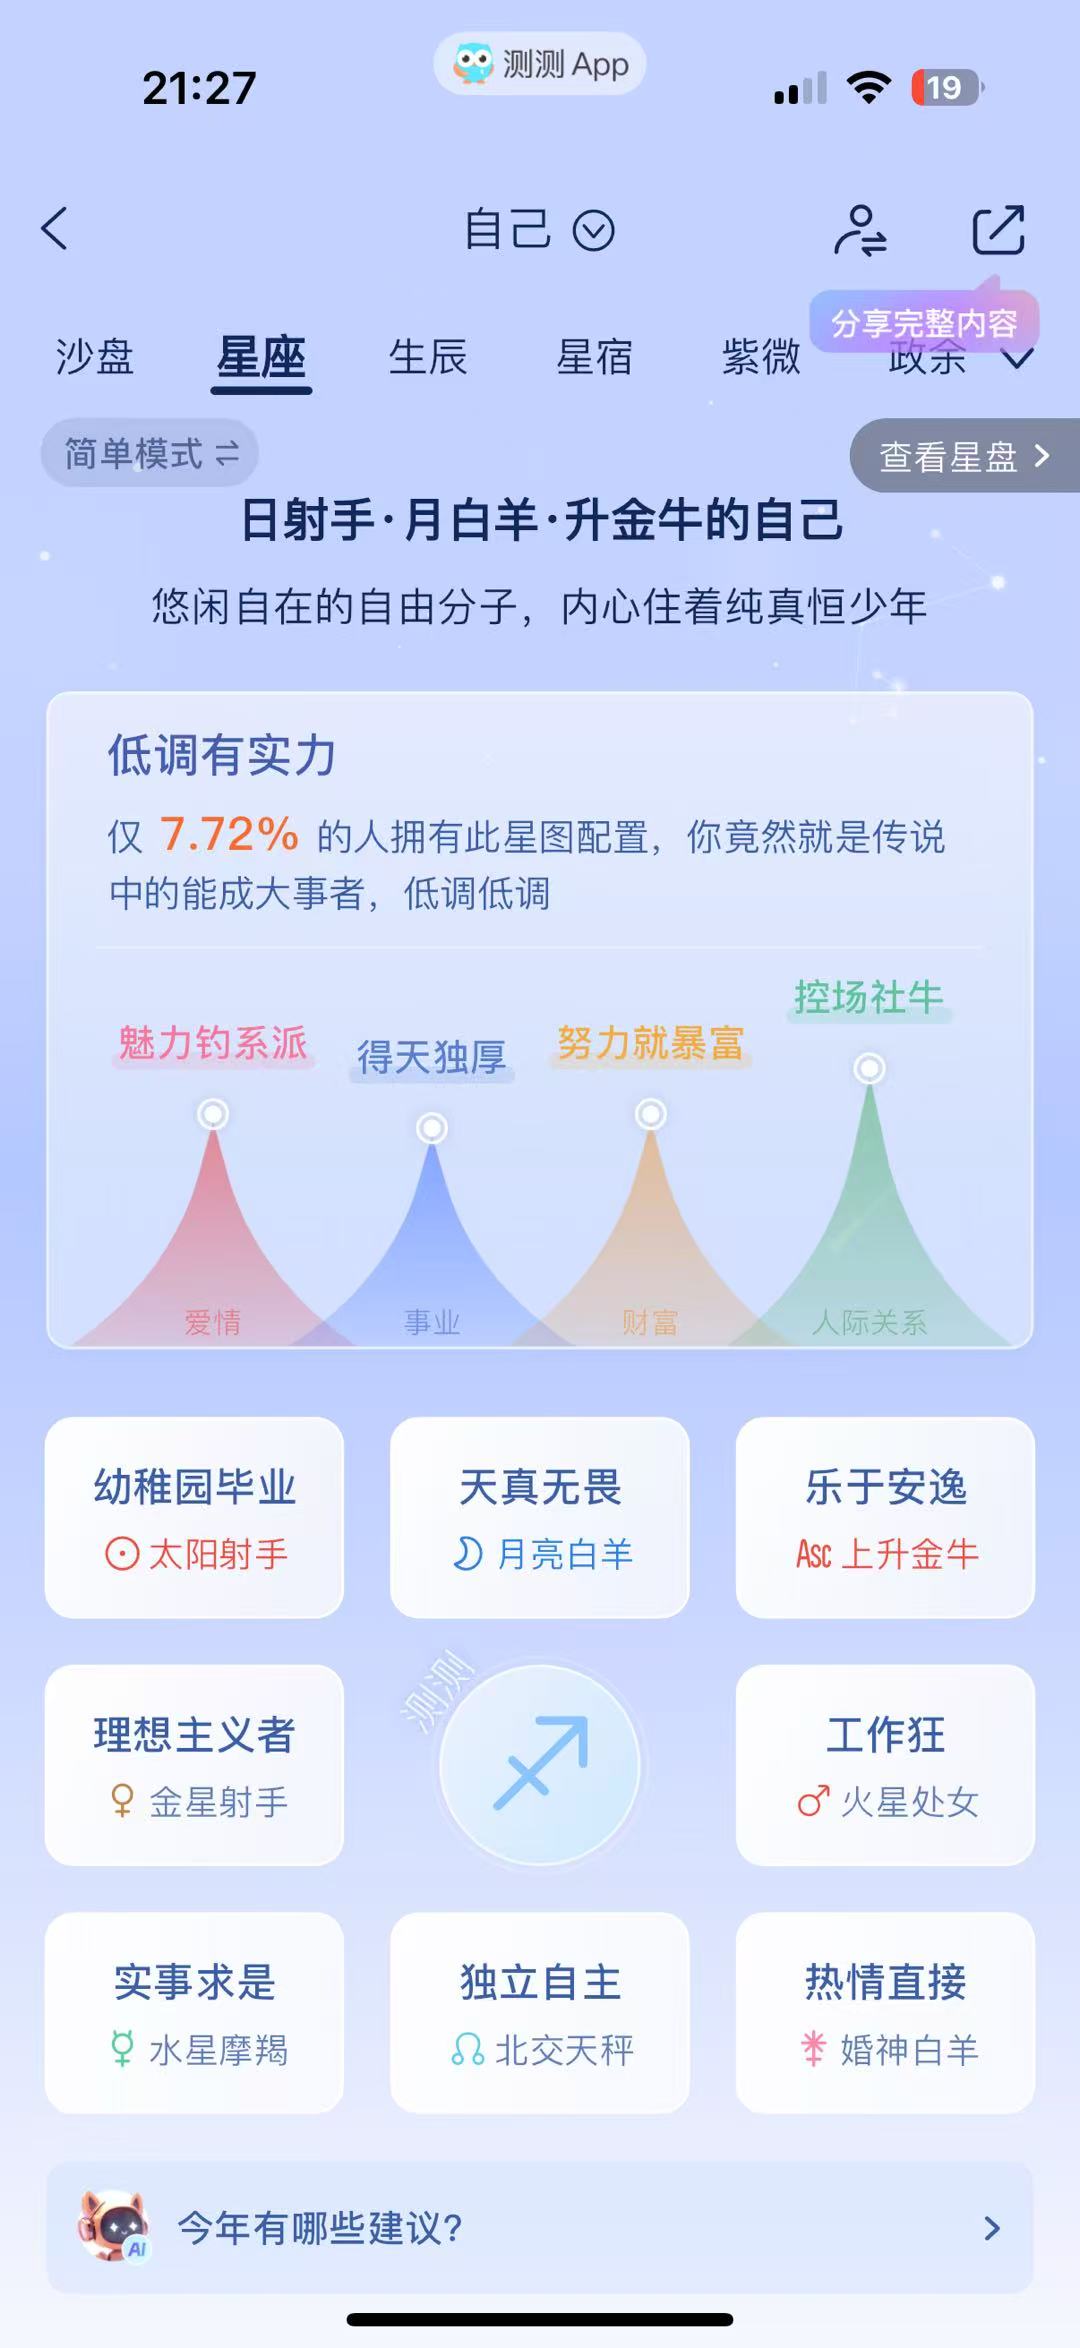 21:27
测测 App
19
自己
分享完整内容
沙盘
星座
生辰
星宿
紫微
政余
简单模式
查看星盘
日射手·月白羊·升金牛的自己
悠闲自在的自由分子，内心住着纯真恒少年
低调有实力
仅 7.72% 的人拥有此星图配置，你竟然就是传说
中的能成大事者，低调低调
魅力钓系派
得天独厚
努力就暴富
控场社牛
爱情
事业
财富
人际关系
幼稚园毕业
太阳射手
天真无畏
月亮白羊
乐于安逸
Asc 上升金牛
理想主义者
金星射手
测测
工作狂
火星处女
实事求是
水星摩羯
独立自主
北交天秤
热情直接
婚神白羊
AI
今年有哪些建议?